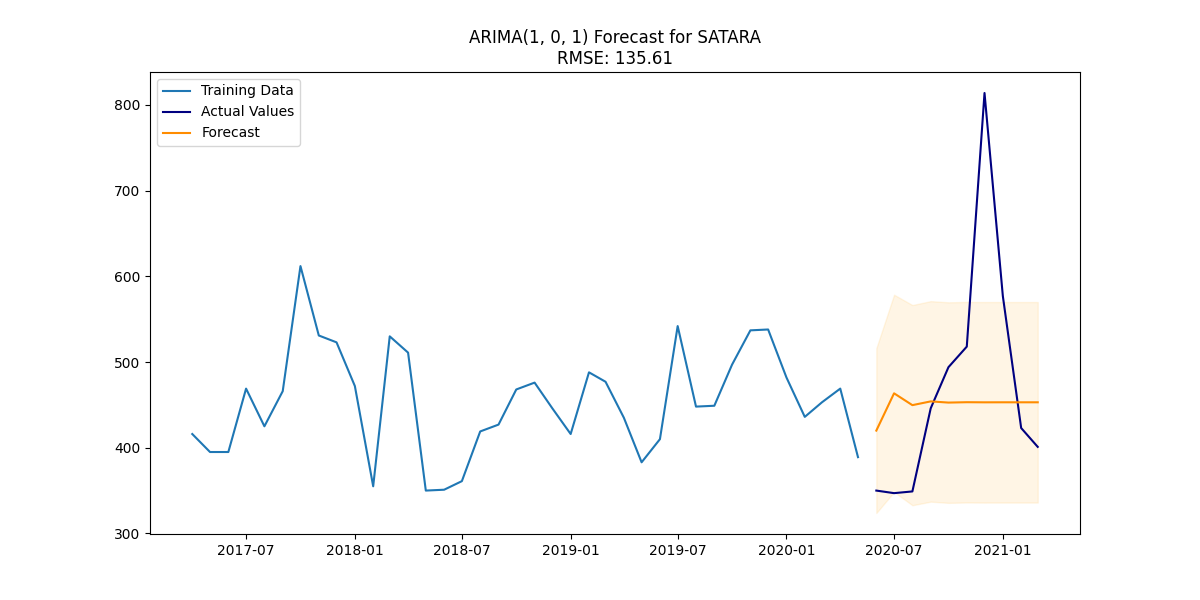 ARIMA(1, 0, 1) Forecast for SATARA
RMSE: 135.61
Training Data
Actual Values
Forecast
800
700
600
500
400
300
2017-07 2018-01 2018-07 2019-01 2019-07 2020-01 2020-07 2021-01